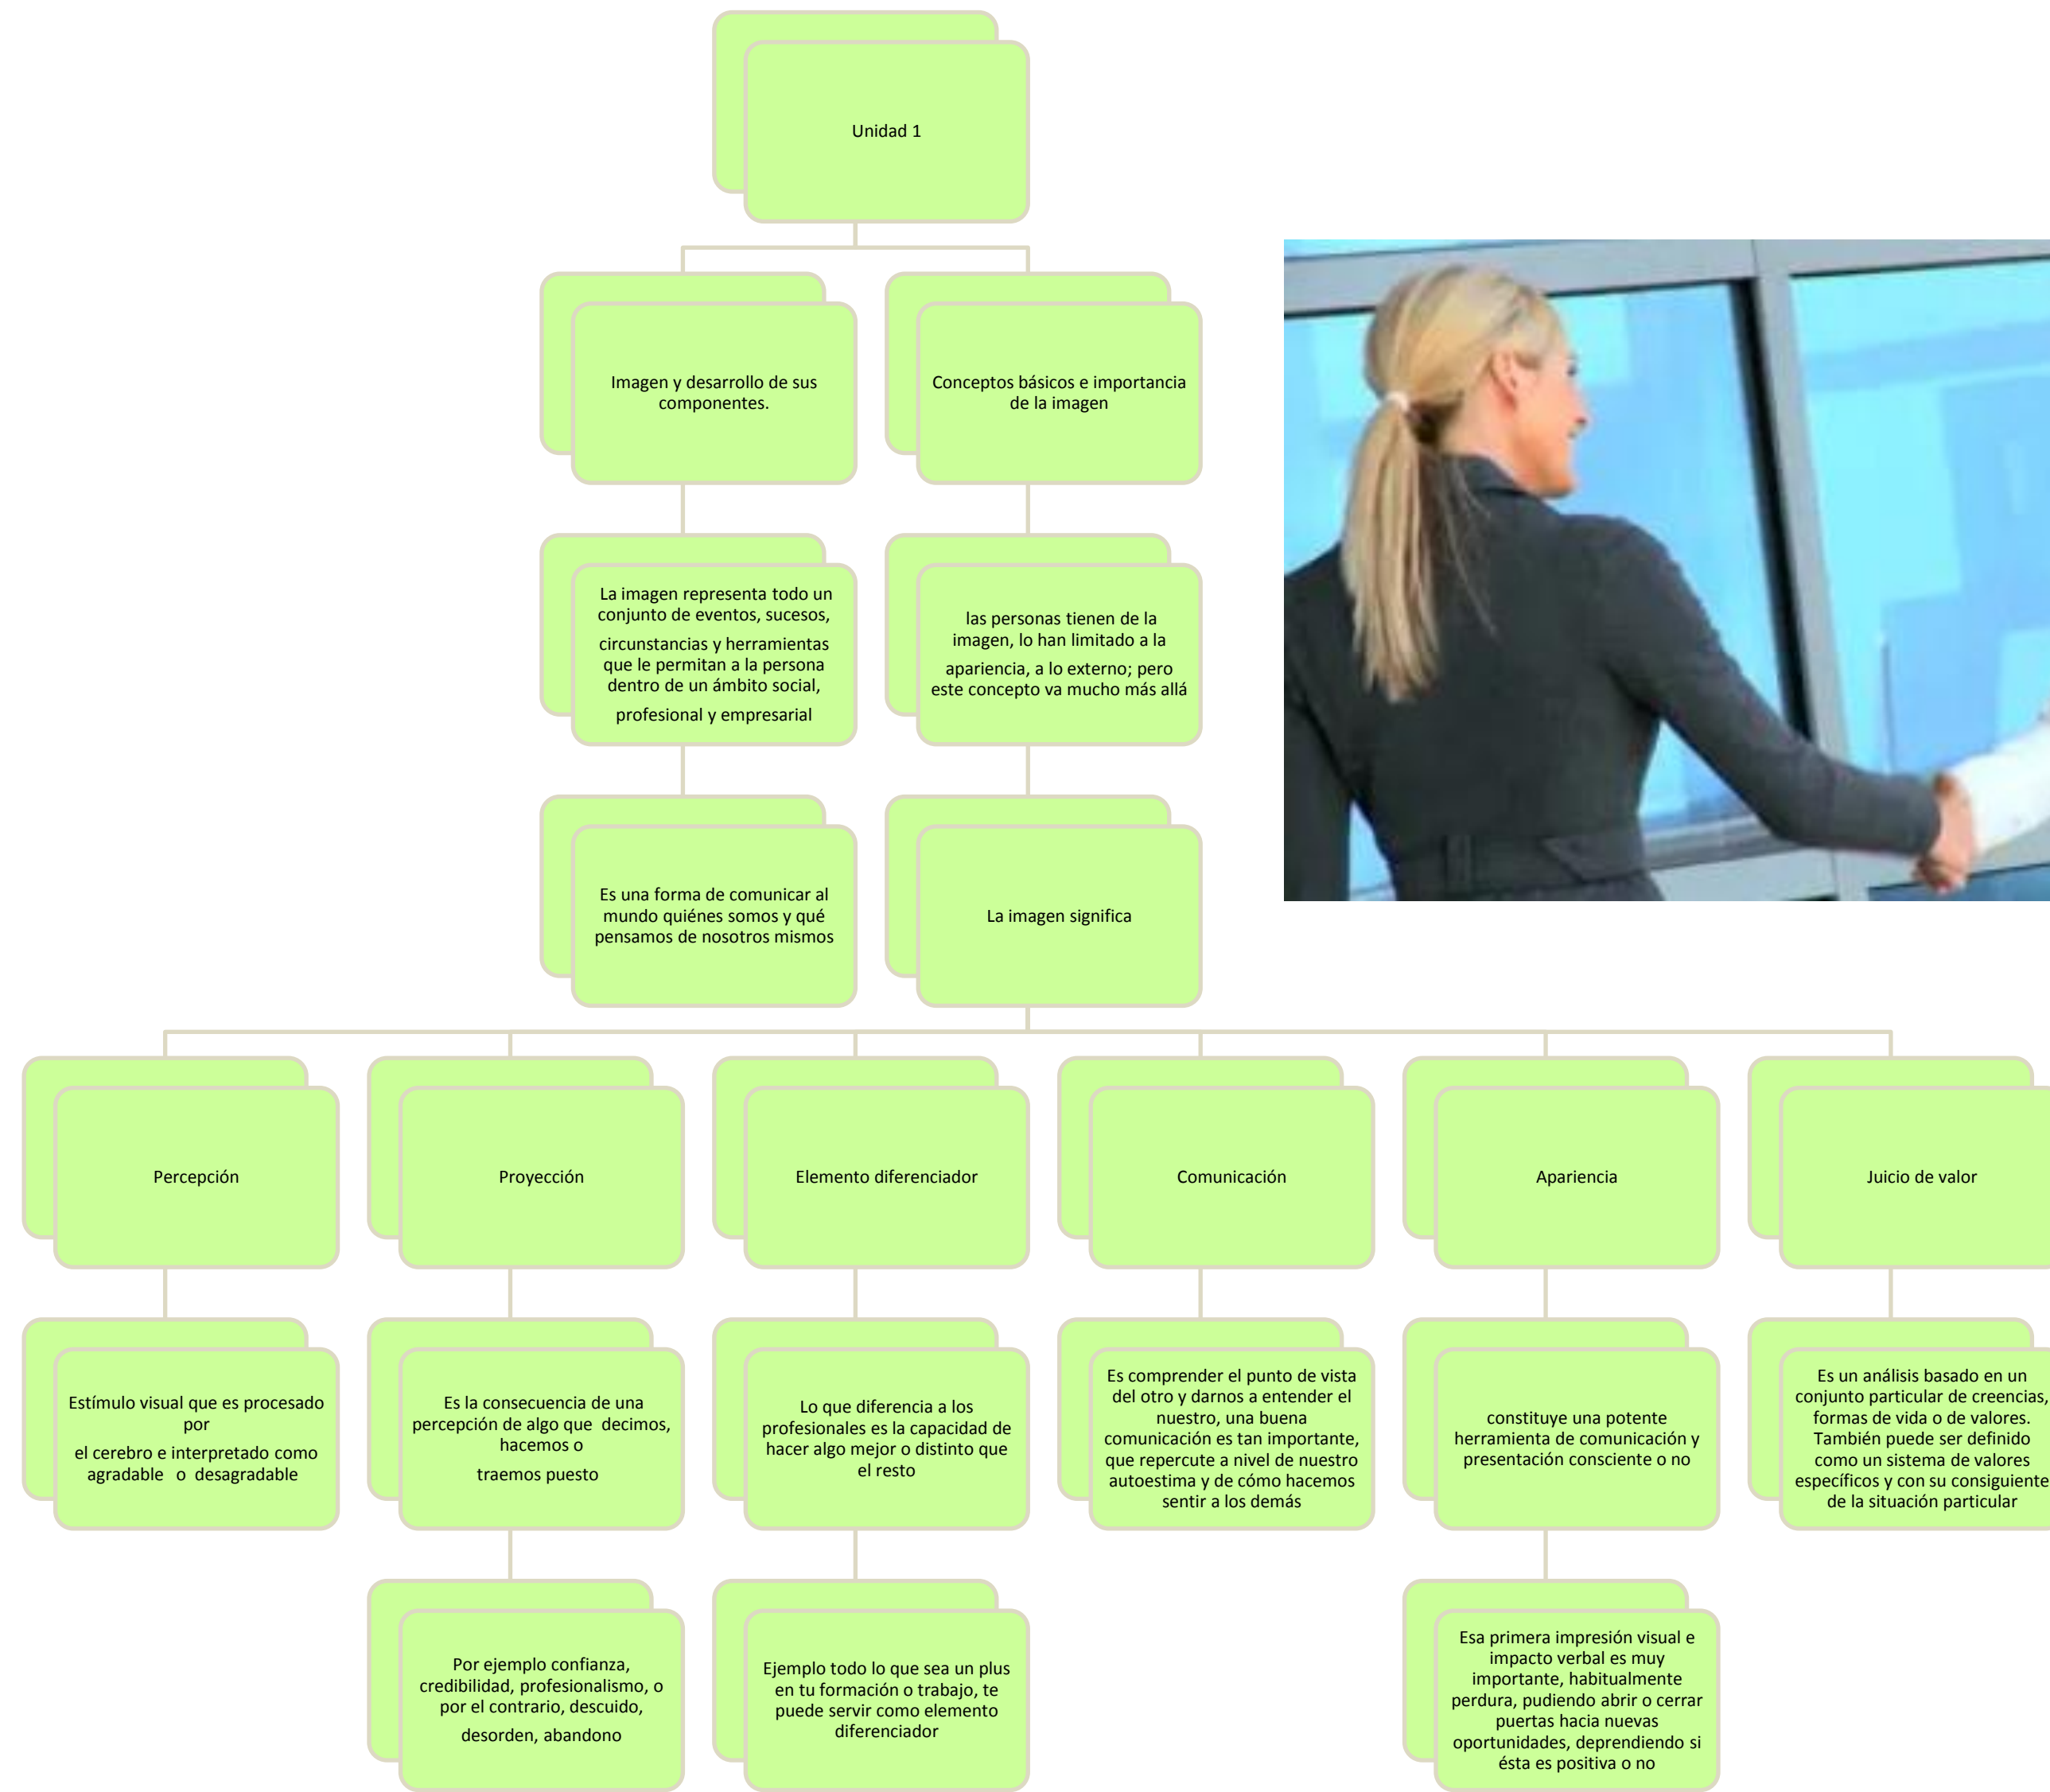 Unidad 1
Imagen y desarrollo de sus
componentes.
Conceptos básicos e importancia
de la imagen
La imagen representa todo un
conjunto de eventos, sucesos,
circunstancias y herramientas
que le permitan a la persona
dentro de un ámbito social,
profesional y empresarial
las personas tienen de la
imagen, lo han limitado a la
apariencia, a lo externo; pero
este concepto va mucho más allá
Es una forma de comunicar al
mundo quiénes somos y qué
pensamos de nosotros mismos
La imagen significa
Percepción
Proyección
Elemento diferenciador
Comunicación
Apariencia
Juicio de valor
Estímulo visual que es procesado
por
el cerebro e interpretado como
agradable o desagradable
Es la consecuencia de una
percepción de algo que decimos,
hacemos o
traemos puesto
Lo que diferencia a los
profesionales es la capacidad de
hacer algo mejor o distinto que
el resto
Es comprender el punto de vista
del otro y darnos a entender el
nuestro, una buena
comunicación es tan importante,
que repercute a nivel de nuestro
autoestima y de cómo hacemos
sentir a los demás
constituye una potente
herramienta de comunicación y
presentación consciente o no
Es un análisis basado en un
conjunto particular de creencias,
formas de vida o de valores.
También puede ser definido
como un sistema de valores
específicos y con su consiguiente
de la situación particular
Por ejemplo confianza,
credibilidad, profesionalismo, o
por el contrario, descuido,
desorden, abandono
Ejemplo todo lo que sea un plus
en tu formación o trabajo, te
puede servir como elemento
diferenciador
Esa primera impresión visual e
impacto verbal es muy
importante, habitualmente
perdura, pudiendo abrir o cerrar
puertas hacia nuevas
oportunidades, deprendiendo si
ésta es positiva o no